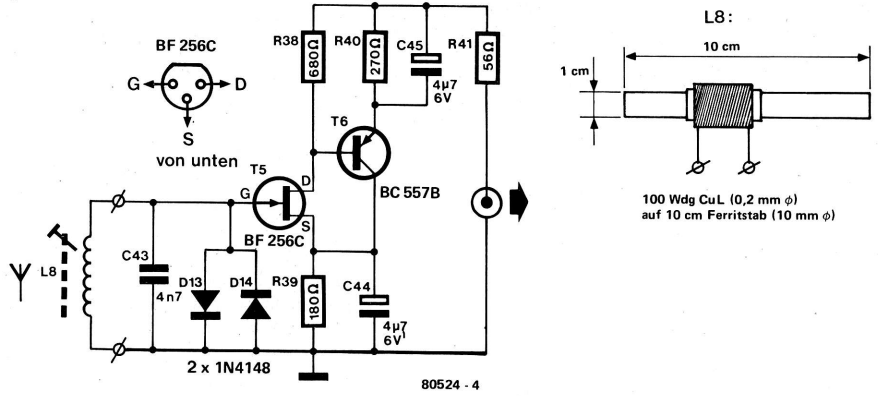 BF 256C
G
D
S
von unten
R38
680Ω
R40
270Ω
C45
4µ7
6V
R41
56Ω
T6
BC 557B
T5
G
D
S
BF 256C
L8
C43
4n7
D13
D14
2 x 1N4148
R39
180Ω
C44
4µ7
6V
80524 - 4
L8:
10 cm
1 cm
100 Wdg CuL (0,2 mm ϕ)
auf 10 cm Ferritstab (10 mm ϕ)